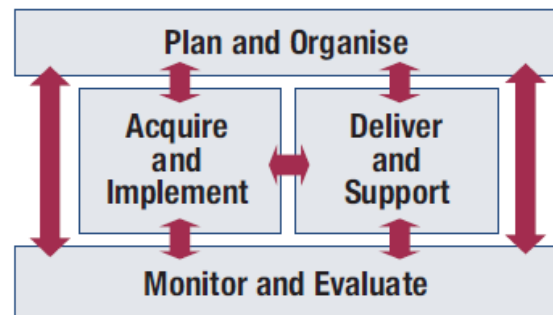 Plan and Organise
Acquire
and
Implement
Deliver
and
Support
Monitor and Evaluate